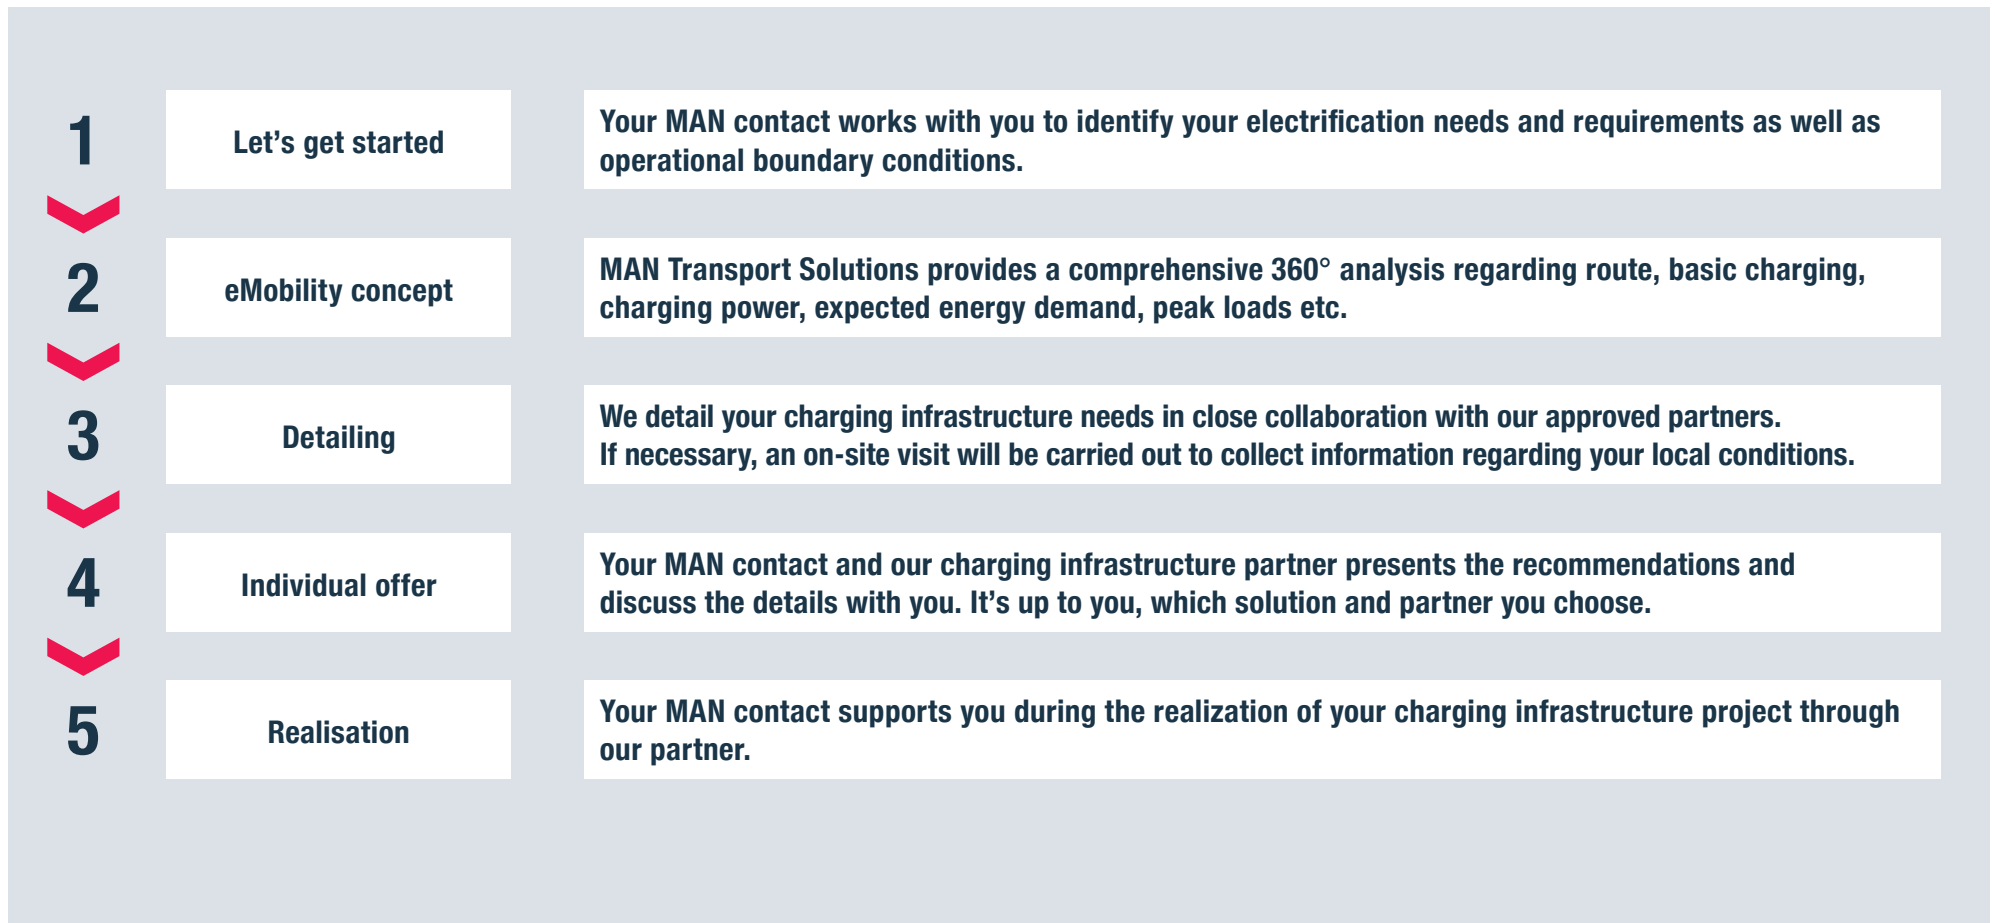 1
Let’s get started
Your MAN contact works with you to identify your electrification needs and requirements as well as
operational boundary conditions.
2
eMobility concept
MAN Transport Solutions provides a comprehensive 360° analysis regarding route, basic charging,
charging power, expected energy demand, peak loads etc.
3
Detailing
We detail your charging infrastructure needs in close collaboration with our approved partners.
If necessary, an on-site visit will be carried out to collect information regarding your local conditions.
4
Individual offer
Your MAN contact and our charging infrastructure partner presents the recommendations and
discuss the details with you. It’s up to you, which solution and partner you choose.
5
Realisation
Your MAN contact supports you during the realization of your charging infrastructure project through
our partner.